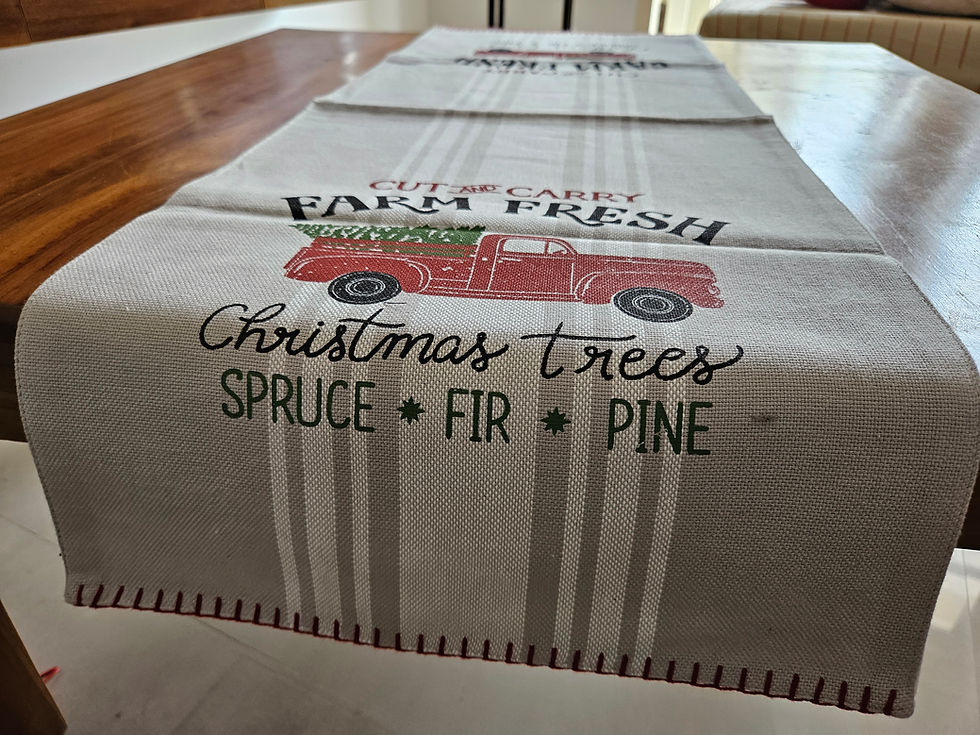 CUT AND CARRY
FARM FRESH
Christmas trees
SPRUCE * FIR * PINE